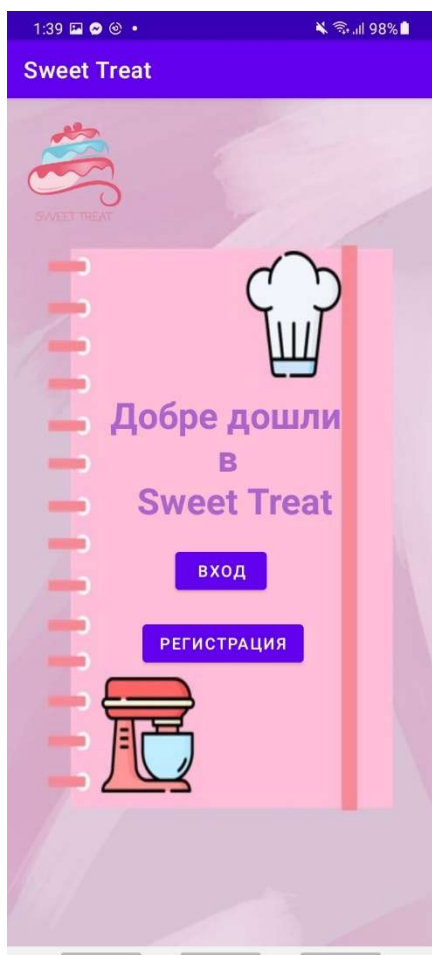 1:39 98%
Sweet Treat
SWEET TREAT
Добре дошли
в
Sweet Treat
ВХОД
РЕГИСТРАЦИЯ